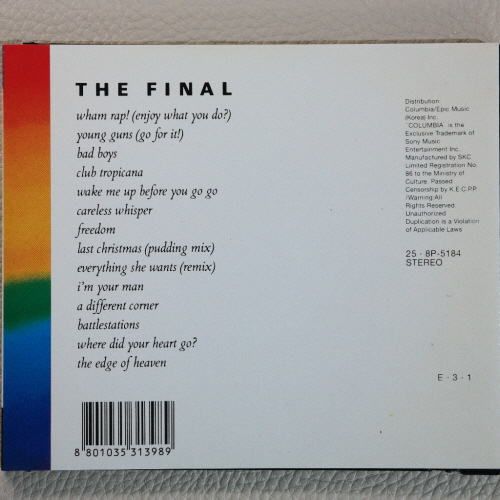 THE FINAL
wham rap! (enjoy what you do?)
young guns (go for it!)
bad boys
club tropicana
wake me up before you go go
careless whisper
freedom
last christmas (pudding mix)
everything she wants (remix)
i'm your man
a different corner
battlestations
where did your heart go?
the edge of heaven
Distribution:
Columbia/Epic Music
(Korea) Inc.
"COLUMBIA" is the
Exclusive Trademark of
Sony Music
Entertainment Inc.
Manufactured by SKC
Limited Registration No.
86 to the Ministry of
Culture. Passed
Censorship by K.E.C.P.P.
/Warning:All
Rights Reserved.
Unauthorized
Duplication is a Violation
of Applicable Laws
25 · 8P-5184
STEREO
E · 3 · 1
8 801035 313989